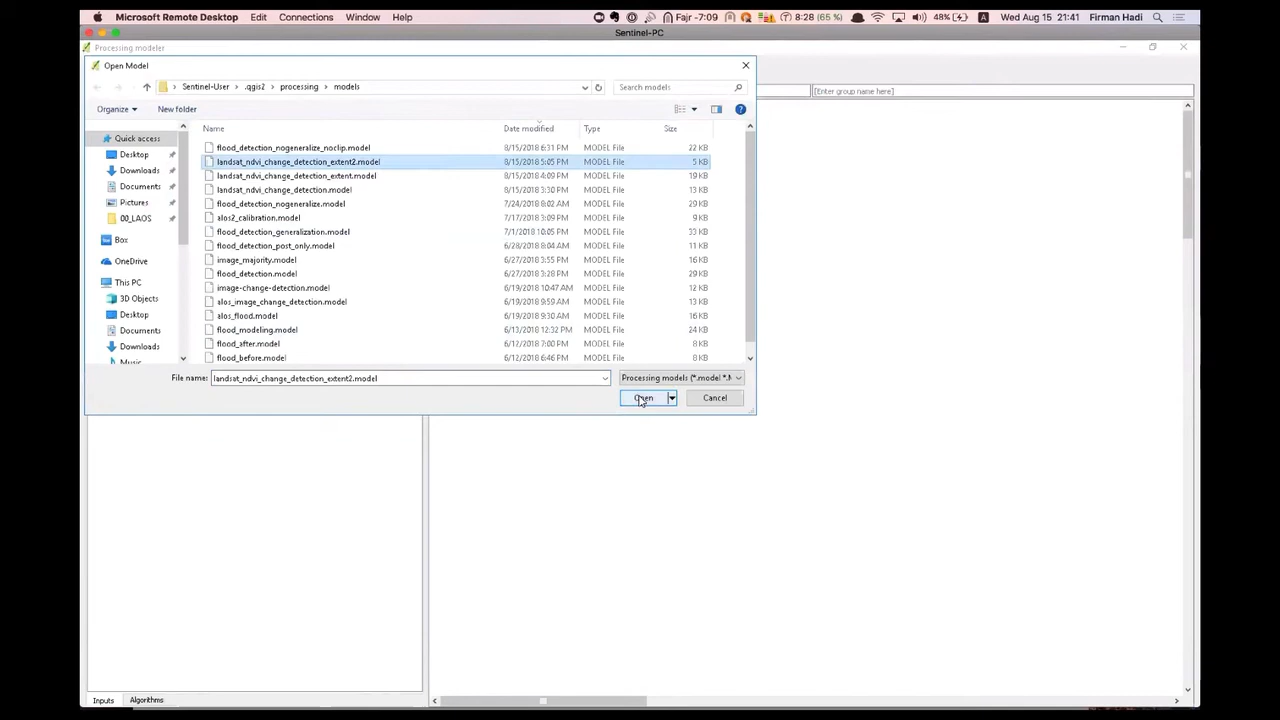 Microsoft Remote Desktop Edit Connections Window Help Fajr -7:09 8:28 (65 %) 48% A Wed Aug 15 21:41 Firman Hadi
Sentinel-PC
Processing modeler
Open Model
Sentinel-User > .qgis2 > processing > models Search models
[Enter group name here]
Organize New folder
Name Date modified Type Size
Quick access
Desktop
Downloads
Documents
Pictures
00_LAOS
Box
OneDrive
This PC
3D Objects
Desktop
Documents
Downloads
Music
flood_detection_nogeneralize_noclip.model 8/15/2018 6:31 PM MODEL File 22 KB
landsat_ndvi_change_detection_extent2.model 8/15/2018 5:05 PM MODEL File 5 KB
landsat_ndvi_change_detection_extent.model 8/15/2018 4:09 PM MODEL File 19 KB
landsat_ndvi_change_detection.model 8/15/2018 3:30 PM MODEL File 13 KB
flood_detection_nogeneralize.model 7/24/2018 8:02 AM MODEL File 29 KB
alos2_calibration.model 7/17/2018 3:09 PM MODEL File 9 KB
flood_detection_generalization.model 7/1/2018 10:05 PM MODEL File 33 KB
flood_detection_post_only.model 6/28/2018 8:04 AM MODEL File 11 KB
image_majority.model 6/27/2018 3:55 PM MODEL File 16 KB
flood_detection.model 6/27/2018 3:28 PM MODEL File 29 KB
image-change-detection.model 6/19/2018 10:47 AM MODEL File 12 KB
alos_image_change_detection.model 6/19/2018 9:59 AM MODEL File 13 KB
alos_flood.model 6/19/2018 9:30 AM MODEL File 16 KB
flood_modeling.model 6/13/2018 12:32 PM MODEL File 24 KB
flood_after.model 6/12/2018 7:00 PM MODEL File 8 KB
flood_before.model 6/12/2018 6:46 PM MODEL File 8 KB
File name: landsat_ndvi_change_detection_extent2.model Processing models (*.model *.M
Open Cancel
Inputs Algorithms